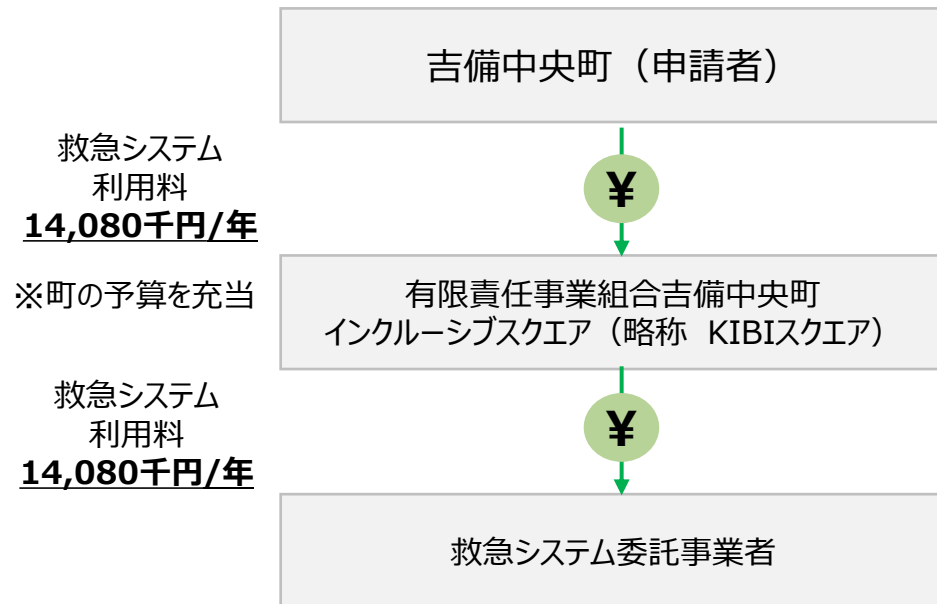 吉備中央町（申請者）
救急システム
利用料
14,080千円/年
¥
※町の予算を充当
有限責任事業組合吉備中央町
インクルーシブスクエア（略称 KIBIスクエア）
救急システム
利用料
14,080千円/年
¥
救急システム委託事業者